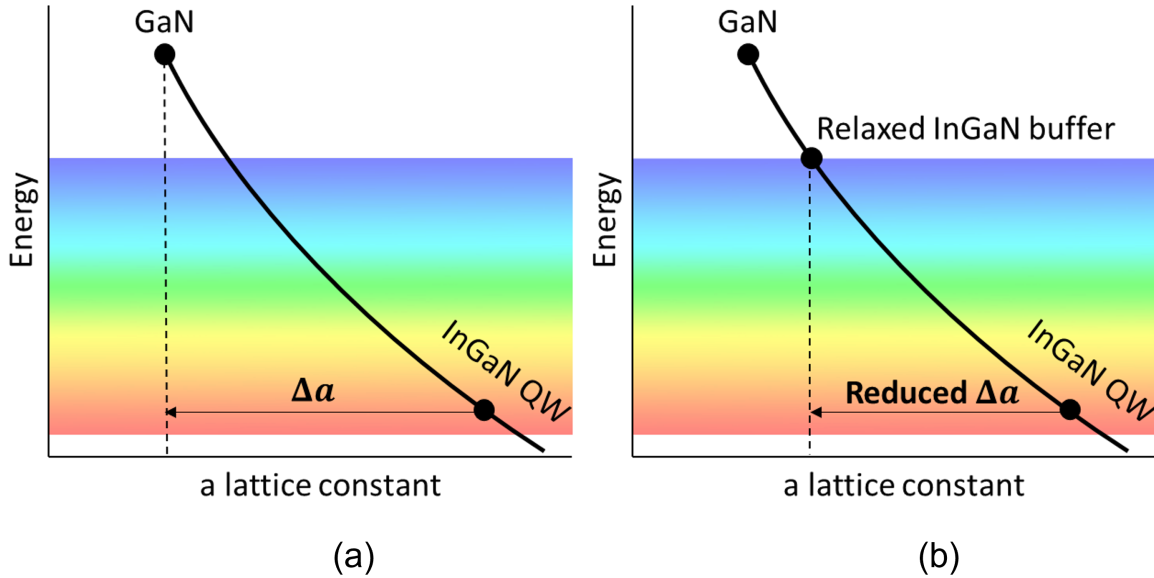 GaN
Energy
InGaN QW
Δa
a lattice constant
(a)
GaN
Relaxed InGaN buffer
Energy
InGaN QW
Reduced Δa
a lattice constant
(b)